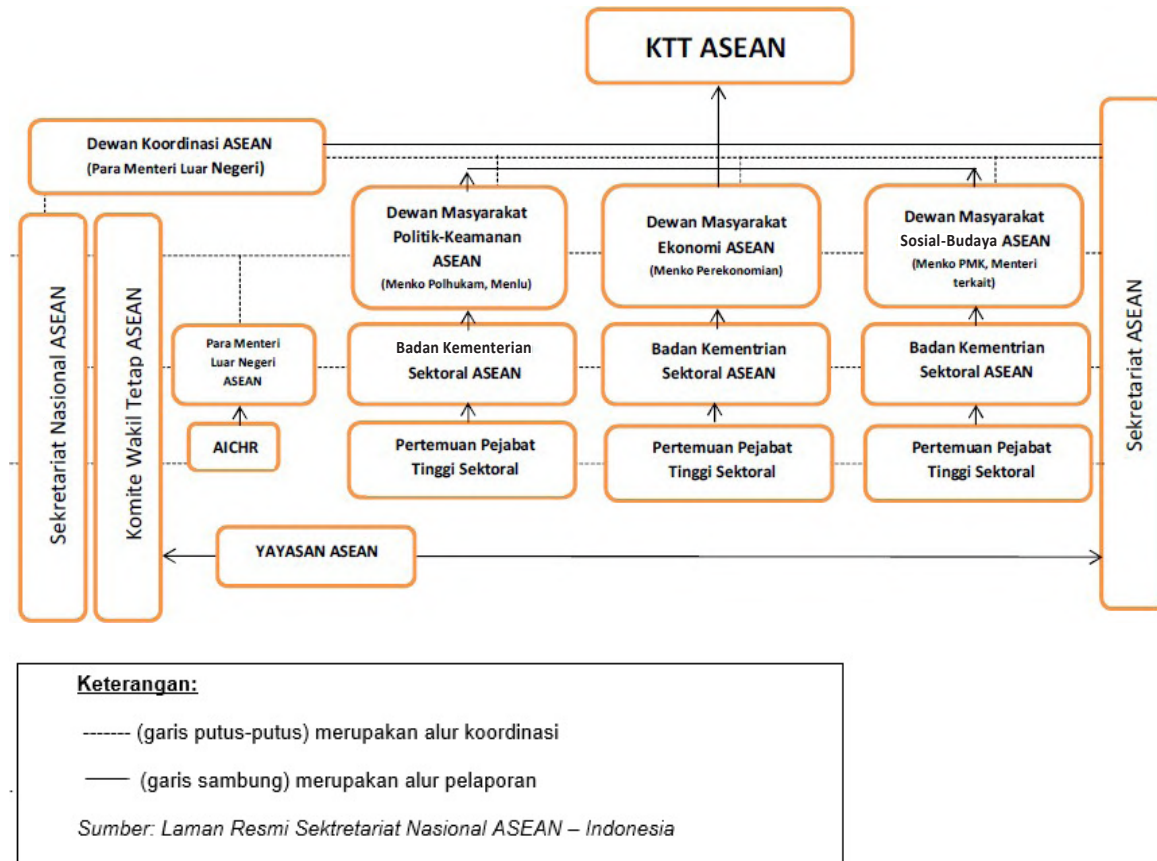 KTT ASEAN
Dewan Koordinasi ASEAN
(Para Menteri Luar Negeri)
Dewan Masyarakat
Politik-Keamanan
ASEAN
(Menko Polhukam, Menlu)
Dewan Masyarakat
Ekonomi ASEAN
(Menko Perekonomian)
Dewan Masyarakat
Sosial-Budaya ASEAN
(Menko PMK, Menteri
terkait)
Sekretariat Nasional ASEAN
Komite Wakil Tetap ASEAN
Para Menteri
Luar Negeri
ASEAN
Badan Kementerian
Sektoral ASEAN
Badan Kementrian
Sektoral ASEAN
Badan Kementrian
Sektoral ASEAN
Sekretariat ASEAN
AICHR
Pertemuan Pejabat
Tinggi Sektoral
Pertemuan Pejabat
Tinggi Sektoral
Pertemuan Pejabat
Tinggi Sektoral
YAYASAN ASEAN
Keterangan:
------- (garis putus-putus) merupakan alur koordinasi
—— (garis sambung) merupakan alur pelaporan
Sumber: Laman Resmi Sektretariat Nasional ASEAN – Indonesia